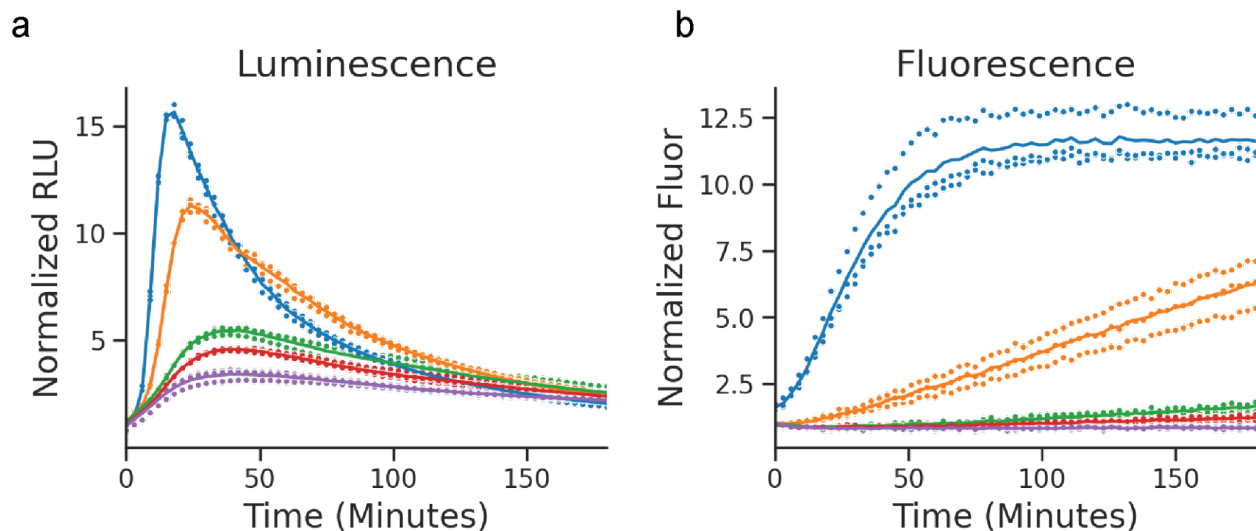 a
Luminescence
Normalized RLU
15
10
5
0
50
100
150
Time (Minutes)
b
Fluorescence
Normalized Fluor
12.5
10.0
7.5
5.0
2.5
0
50
100
150
Time (Minutes)